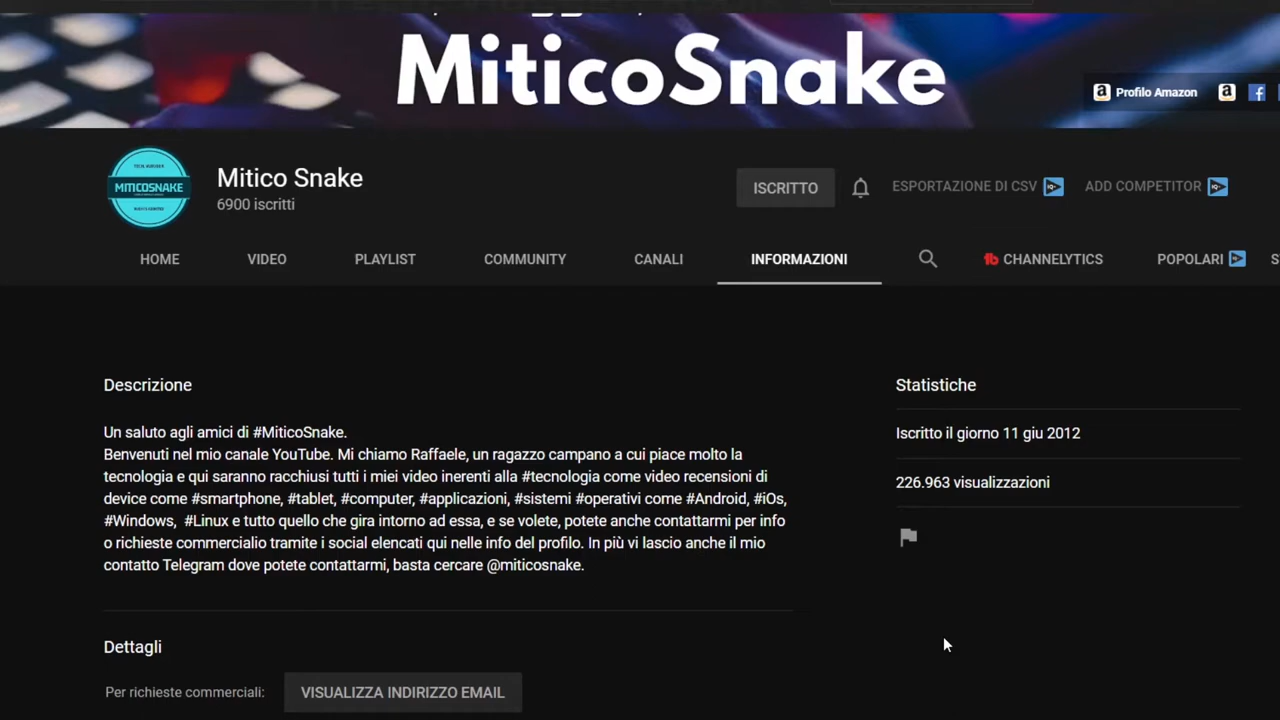 MiticoSnake
Profilo Amazon
MITICOSNAKE
Mitico Snake
6900 iscritti
ISCRITTO
ESPORTAZIONE DI CSV
ADD COMPETITOR
HOME
VIDEO
PLAYLIST
COMMUNITY
CANALI
INFORMAZIONI
CHANNELYTICS
POPOLARI
Descrizione
Un saluto agli amici di #MiticoSnake.
Benvenuti nel mio canale YouTube. Mi chiamo Raffaele, un ragazzo campano a cui piace molto la
tecnologia e qui saranno racchiusi tutti i miei video inerenti alla #tecnologia come video recensioni di
device come #smartphone, #tablet, #computer, #applicazioni, #sistemi #operativi come #Android, #iOs,
#Windows, #Linux e tutto quello che gira intorno ad essa, e se volete, potete anche contattarmi per info
o richieste commercialio tramite i social elencati qui nelle info del profilo. In più vi lascio anche il mio
contatto Telegram dove potete contattarmi, basta cercare @miticosnake.
Statistiche
Iscritto il giorno 11 giu 2012
226.963 visualizzazioni
Dettagli
Per richieste commerciali:
VISUALIZZA INDIRIZZO EMAIL